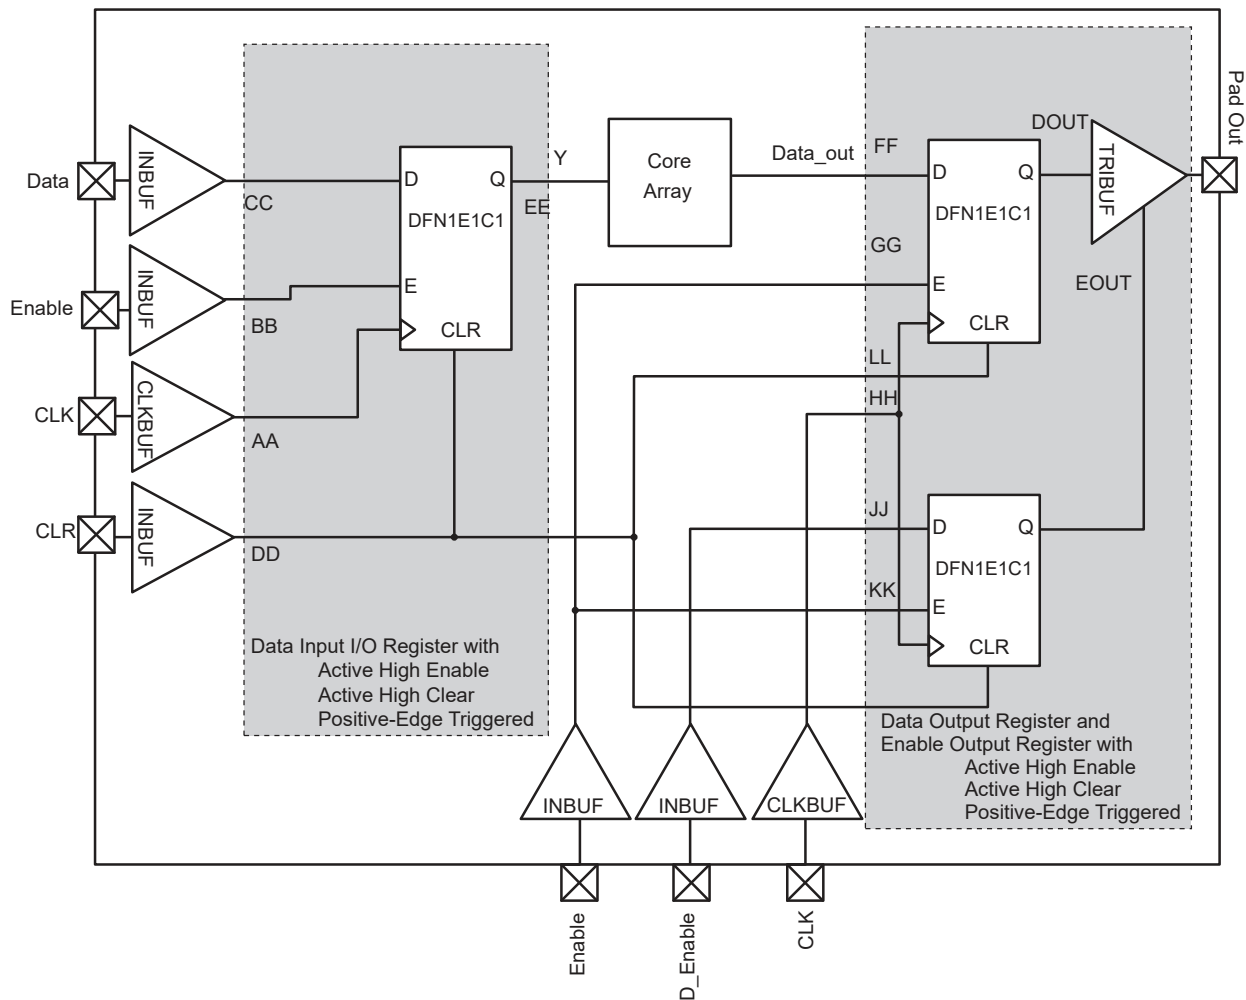 Pad Out
DOUT
FF
Data_out
Y
Core
Array
INBUF
TRIBUF
Data
D
Q
D
Q
CC
EE
DFN1E1C1
DFN1E1C1
GG
INBUF
EOUT
E
E
Enable
BB
CLR
CLR
LL
CLKBUF
HH
CLK
AA
JJ
INBUF
D
Q
CLR
DD
DFN1E1C1
KK
E
CLR
Data Input I/O Register with
Active High Enable
Active High Clear
Positive-Edge Triggered
Data Output Register and
Enable Output Register with
Active High Enable
Active High Clear
Positive-Edge Triggered
INBUF
INBUF
CLKBUF
Enable
D_Enable
CLK